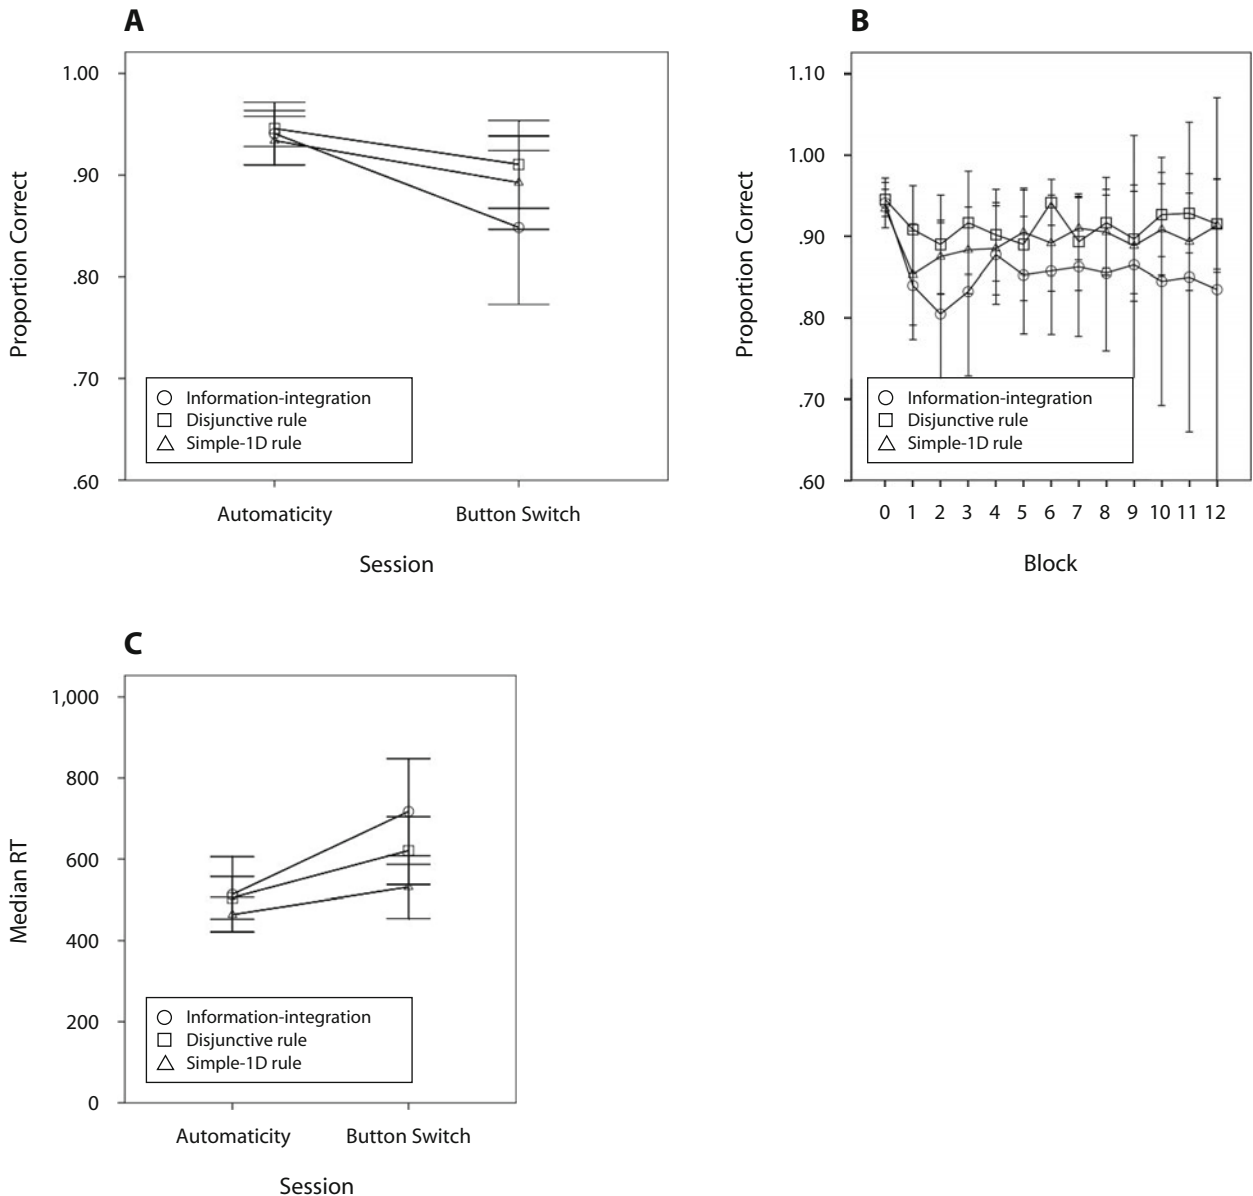 A
Proportion Correct
1.00
.90
.80
.70
.60
Information-integration
Disjunctive rule
Simple-1D rule
Automaticity
Button Switch
Session
B
Proportion Correct
1.10
1.00
.90
.80
.70
.60
Information-integration
Disjunctive rule
Simple-1D rule
0 1 2 3 4 5 6 7 8 9 10 11 12
Block
C
Median RT
1,000
800
600
400
200
0
Information-integration
Disjunctive rule
Simple-1D rule
Automaticity
Button Switch
Session